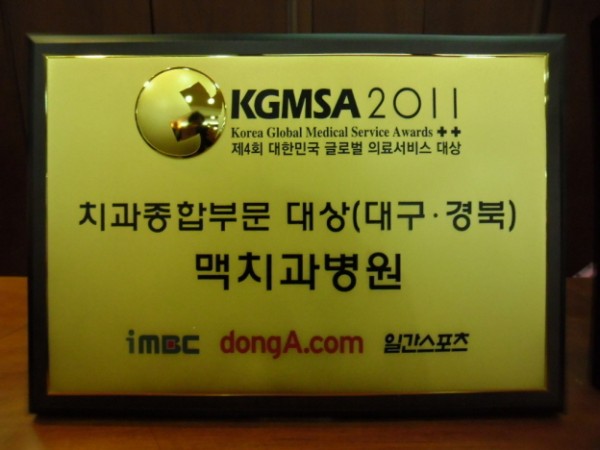 KGMSA 2011
Korea Global Medical Service Awards ++
제4회 대한민국 글로벌 의료서비스 대상
치과종합부문 대상(대구·경북)
맥치과병원
iMBC dongA.com 일간스포츠